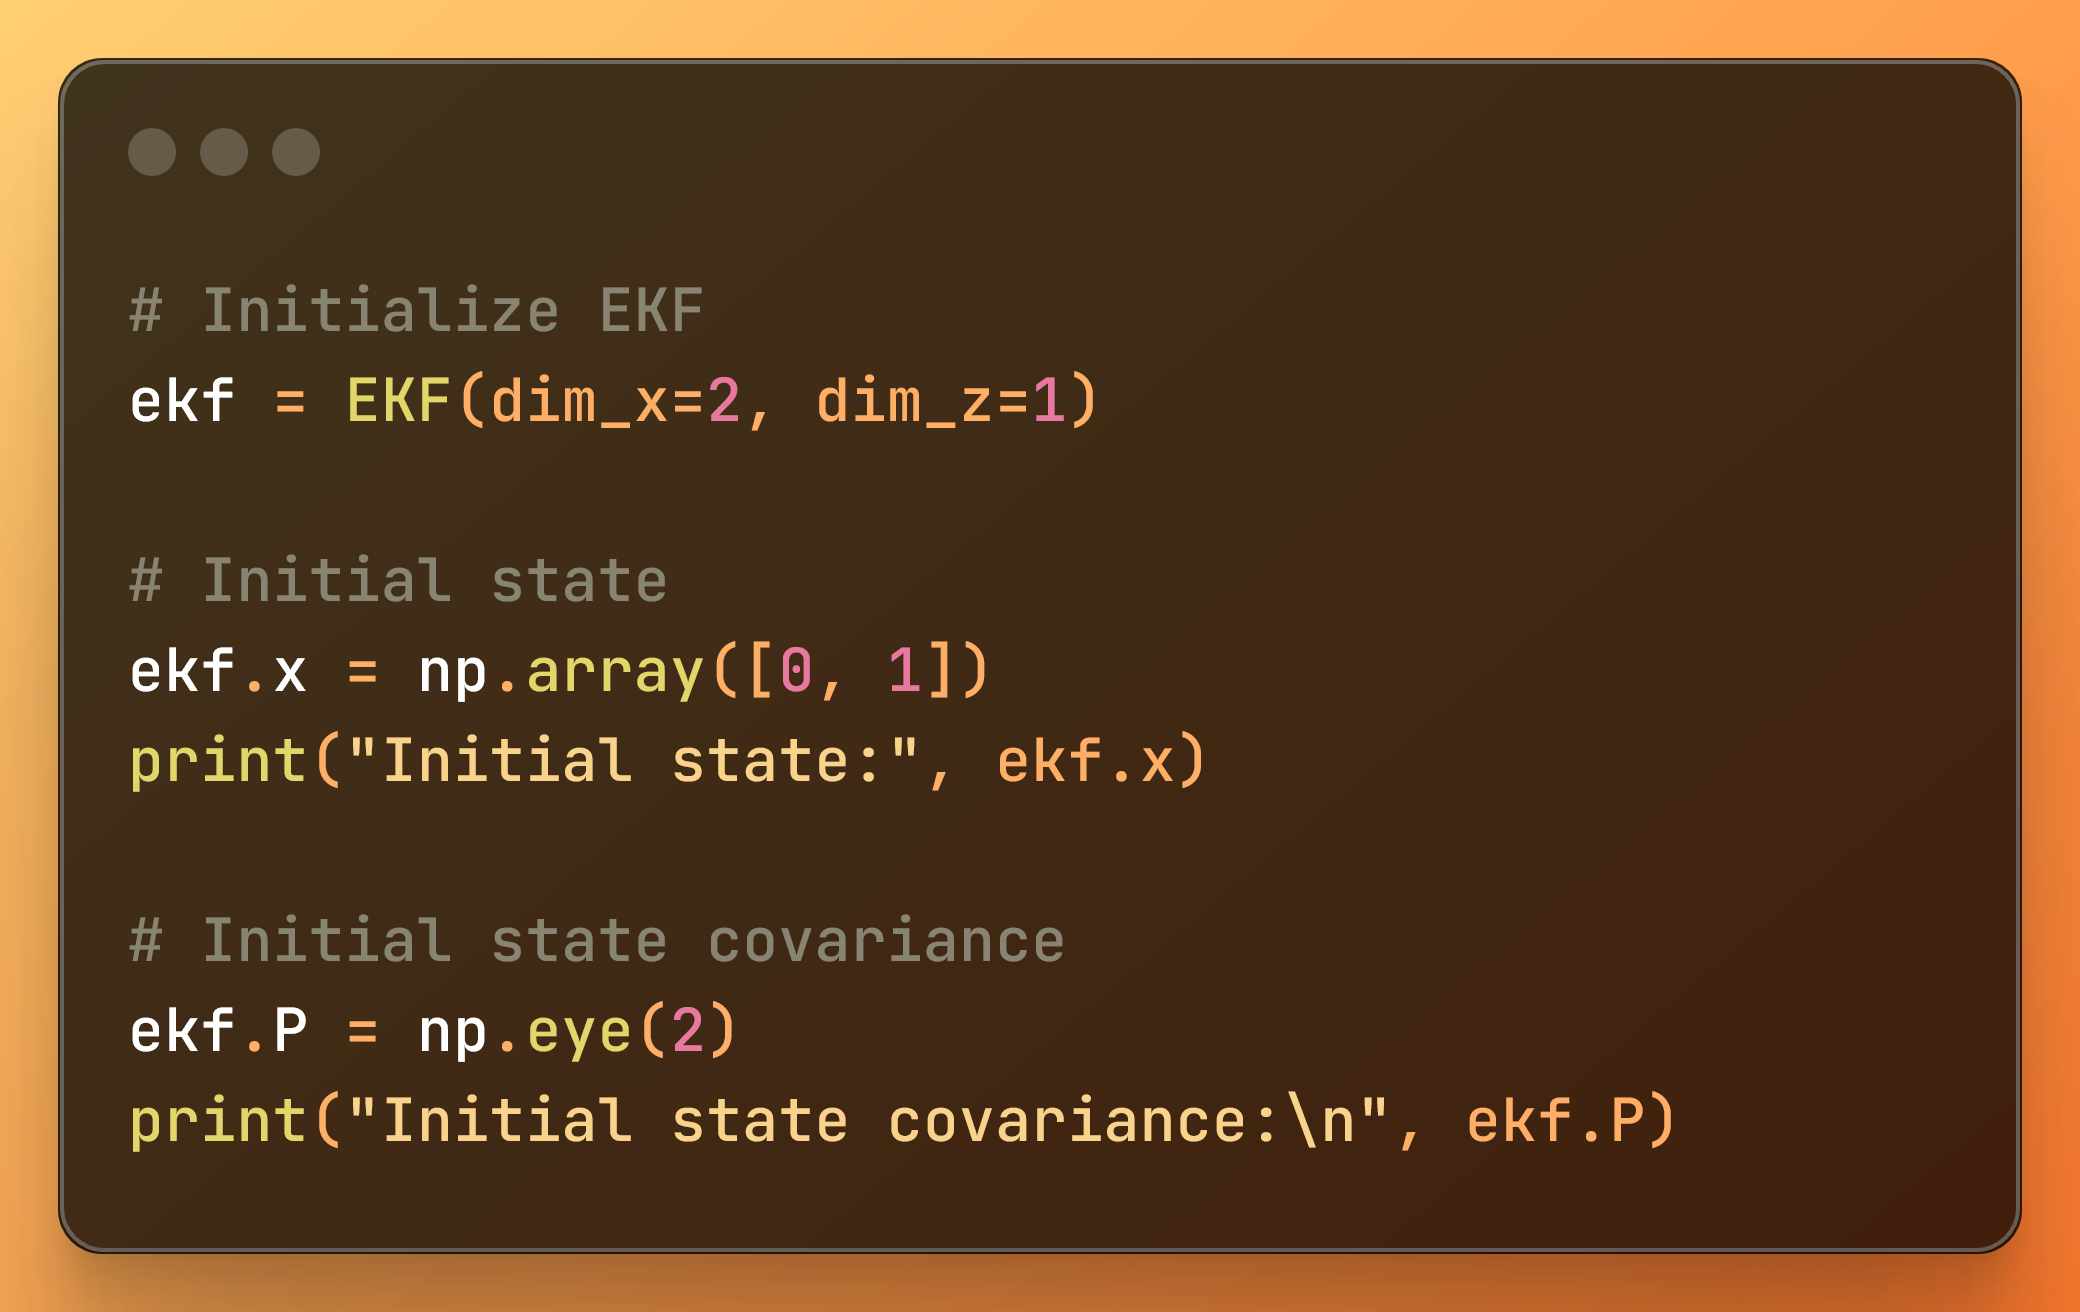 # Initialize EKF
ekf = EKF(dim_x=2, dim_z=1)
# Initial state
ekf.x = np.array([0, 1])
print("Initial state:", ekf.x)
# Initial state covariance
ekf.P = np.eye(2)
print("Initial state covariance:\n", ekf.P)